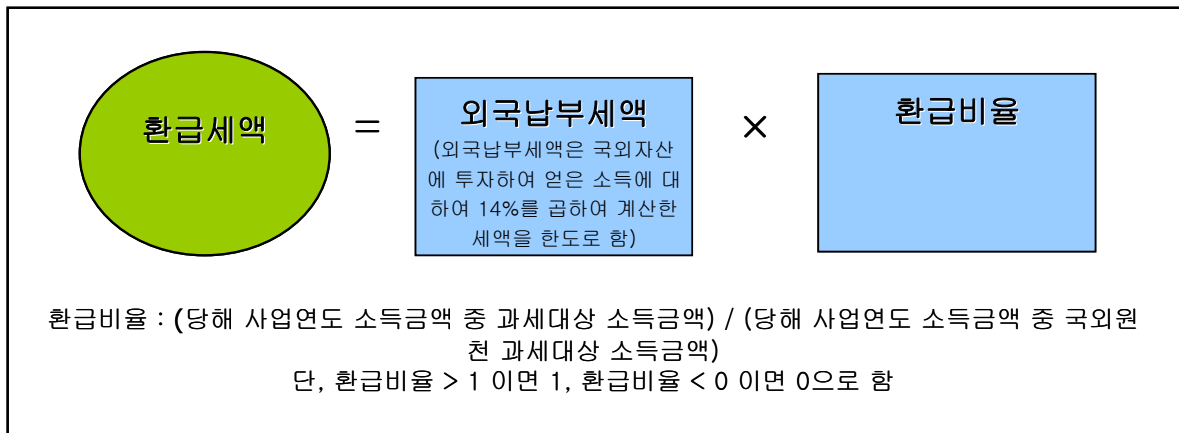 환급세액
=
외국납부세액
(외국납부세액은 국외자산
에 투자하여 얻은 소득에 대
하여 14%를 곱하여 계산한
세액을 한도로 함)
×
환급비율
환급비율 : (당해 사업연도 소득금액 중 과세대상 소득금액) / (당해 사업연도 소득금액 중 국외원
천 과세대상 소득금액)
단, 환급비율 > 1 이면 1, 환급비율 < 0 이면 0으로 함